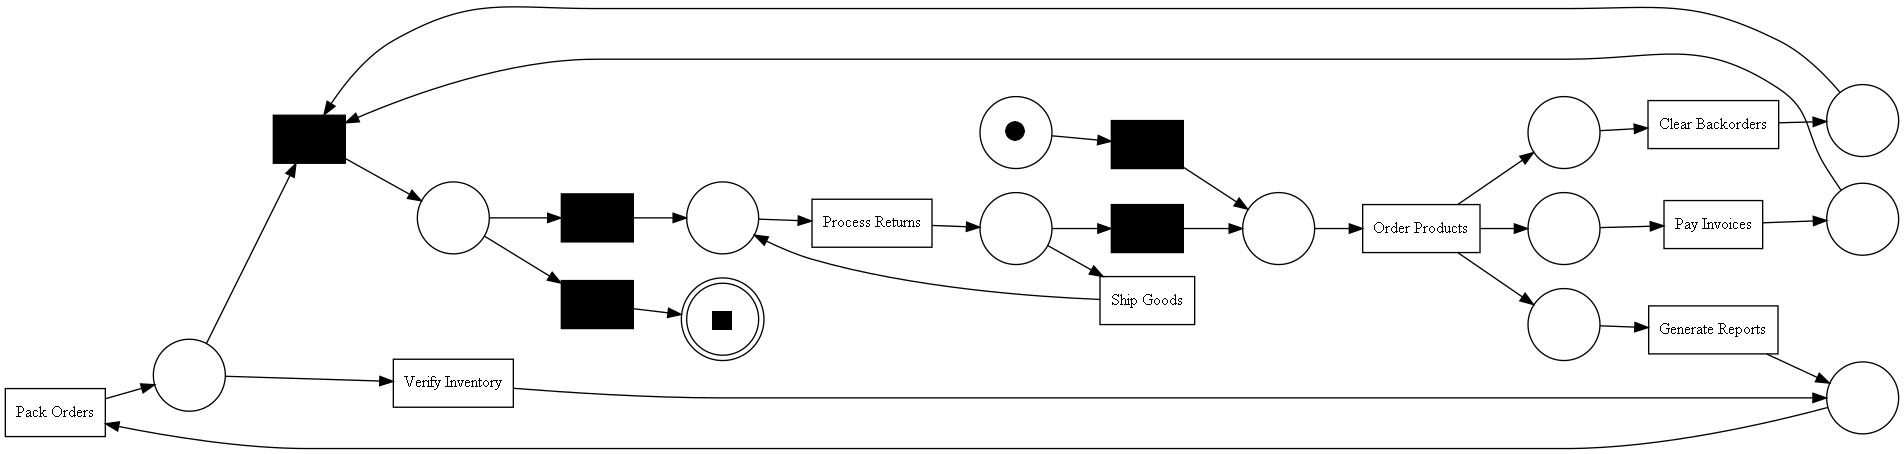 Clear Backorders
Process Returns
Order Products
Pay Invoices
Ship Goods
Generate Reports
Verify Inventory
Pack Orders